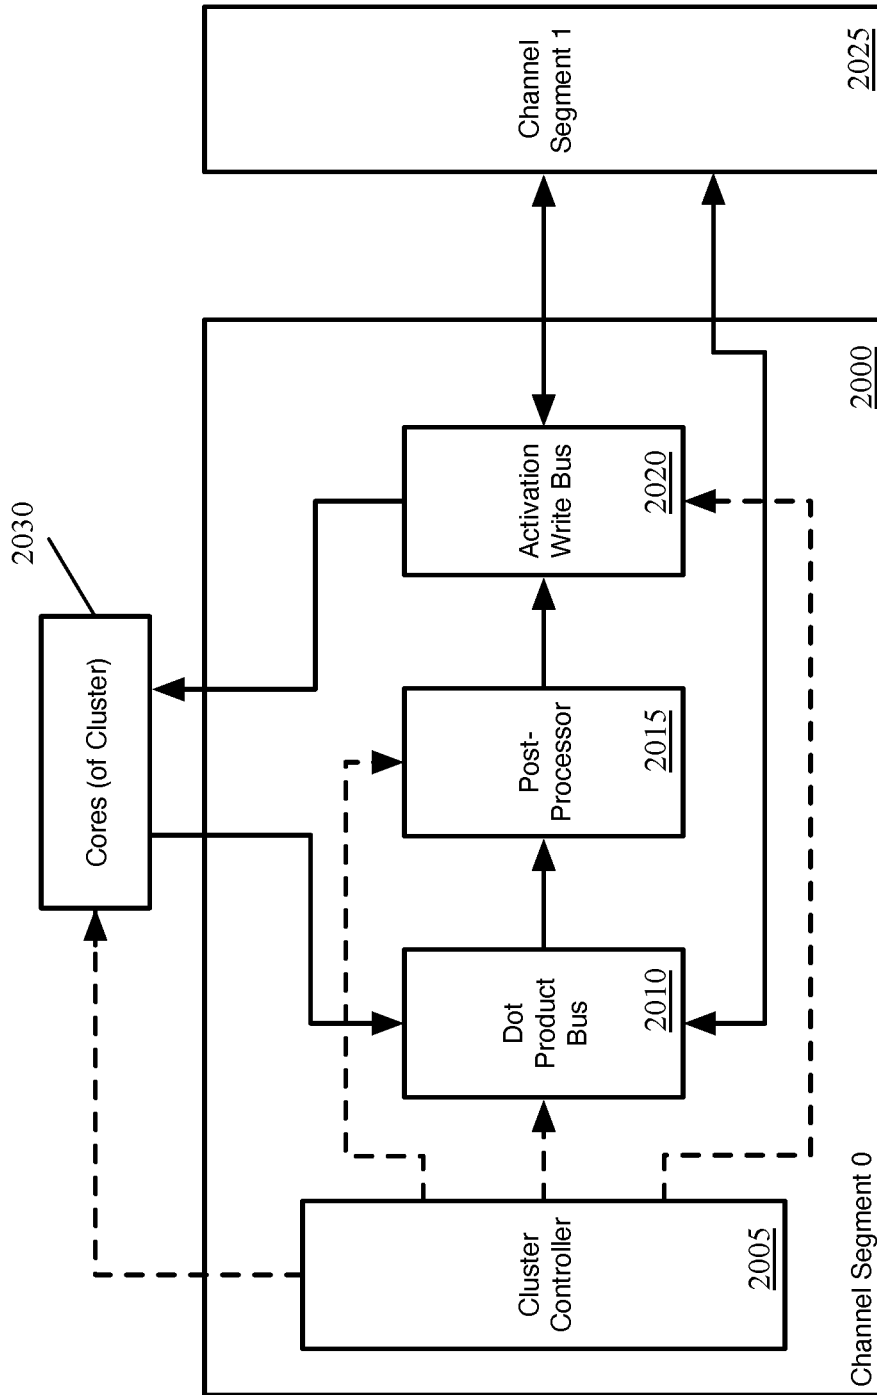 2030
Cores (of Cluster)
Channel Segment 0
2000
Cluster
Controller
2005
Dot
Product
Bus
2010
Post-
Processor
2015
Activation
Write Bus
2020
Channel
Segment 1
2025